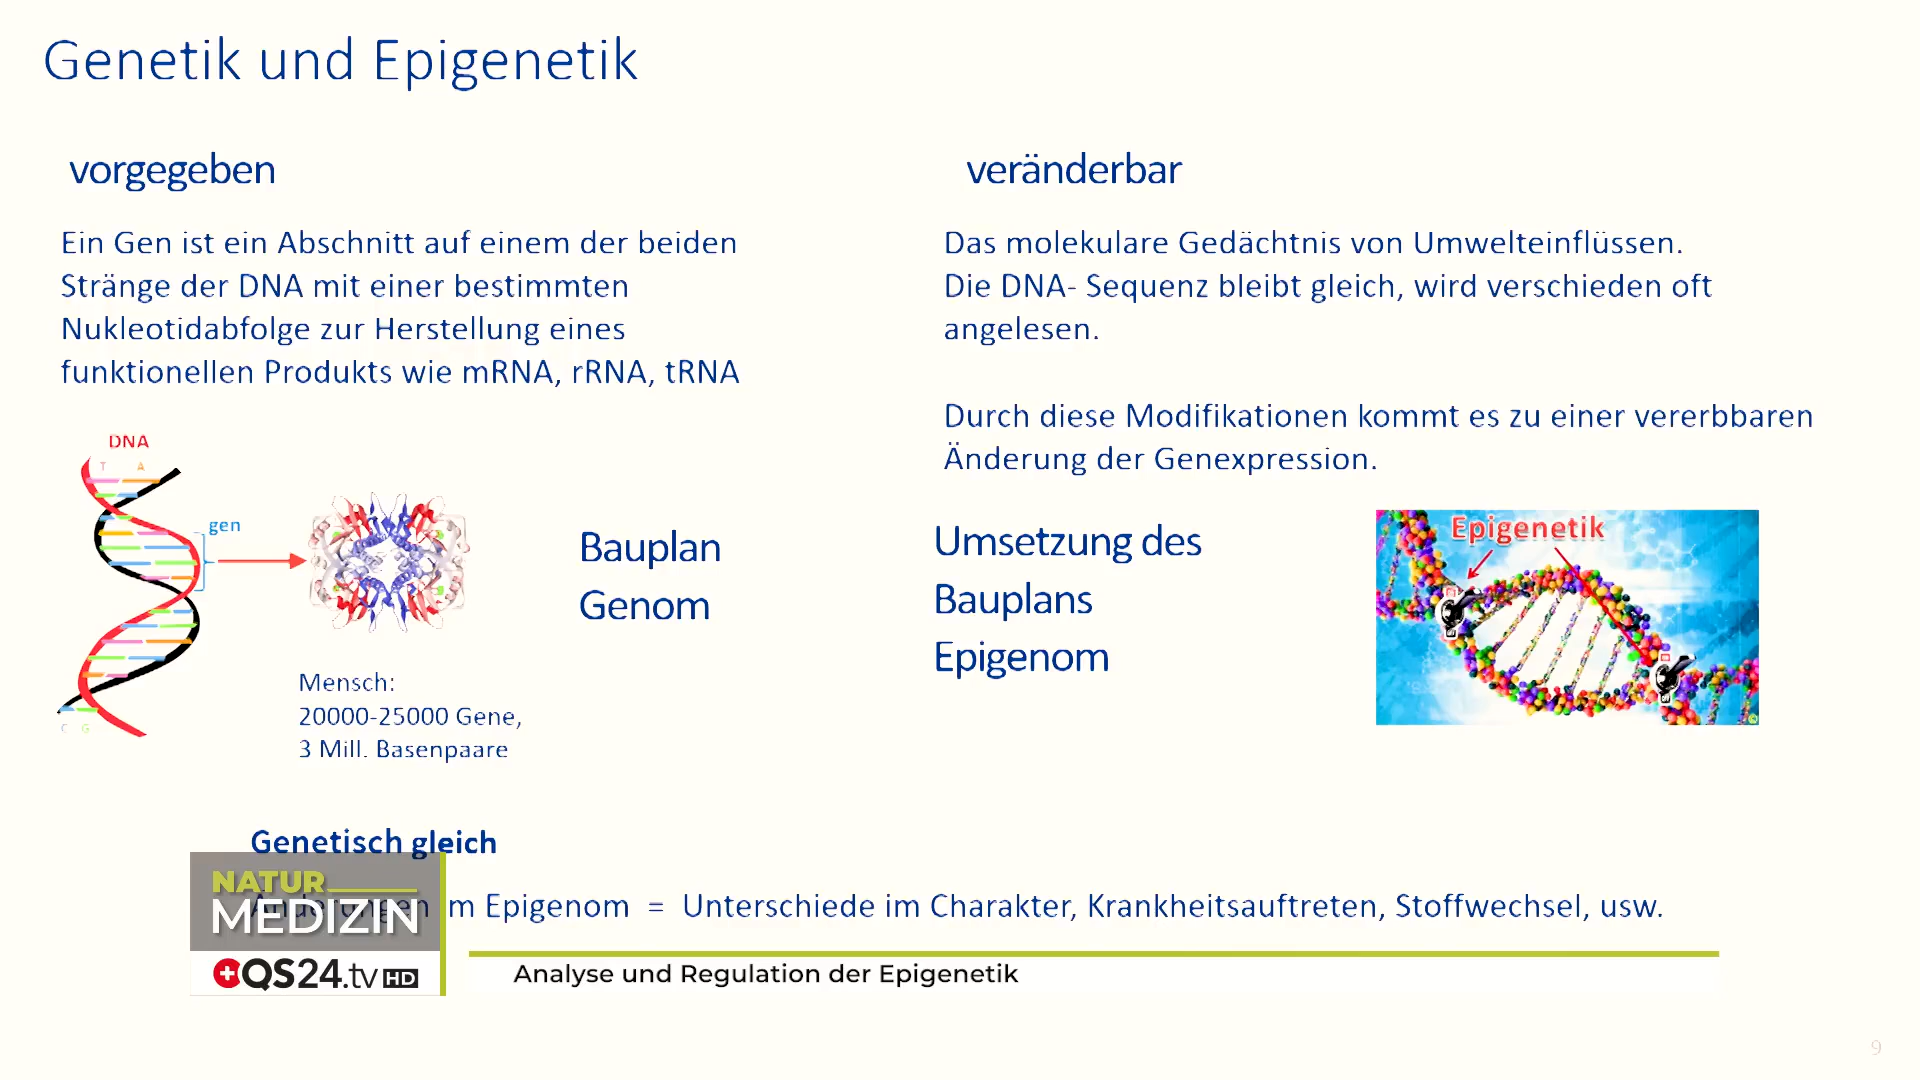 Genetik und Epigenetik
vorgegeben
Ein Gen ist ein Abschnitt auf einem der beiden
Stränge der DNA mit einer bestimmten
Nukleotidabfolge zur Herstellung eines
funktionellen Produkts wie mRNA, rRNA, tRNA
DNA
T A
gen
C G
Mensch:
20000-25000 Gene,
3 Mill. Basenpaare
Bauplan
Genom
veränderbar
Das molekulare Gedächtnis von Umwelteinflüssen.
Die DNA- Sequenz bleibt gleich, wird verschieden oft
angelesen.
Durch diese Modifikationen kommt es zu einer vererbbaren
Änderung der Genexpression.
Umsetzung des
Bauplans
Epigenom
Epigenetik
Genetisch gleich
Änderungen im Epigenom = Unterschiede im Charakter, Krankheitsauftreten, Stoffwechsel, usw.
NATUR
MEDIZIN
QS24.tv HD
Analyse und Regulation der Epigenetik
9